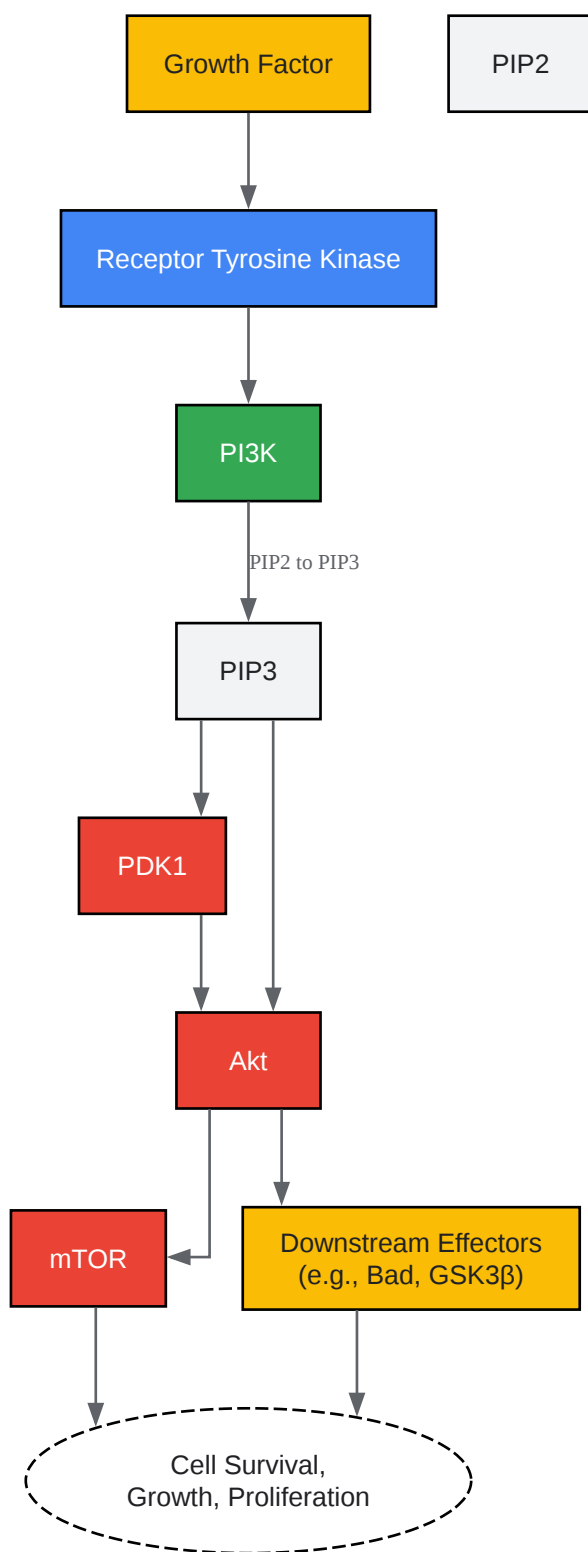 Growth Factor
PIP2
Receptor Tyrosine Kinase
PI3K
PIP2 to PIP3
PIP3
PDK1
Akt
mTOR
Downstream Effectors
(e.g., Bad, GSK3β)
Cell Survival,
Growth, Proliferation